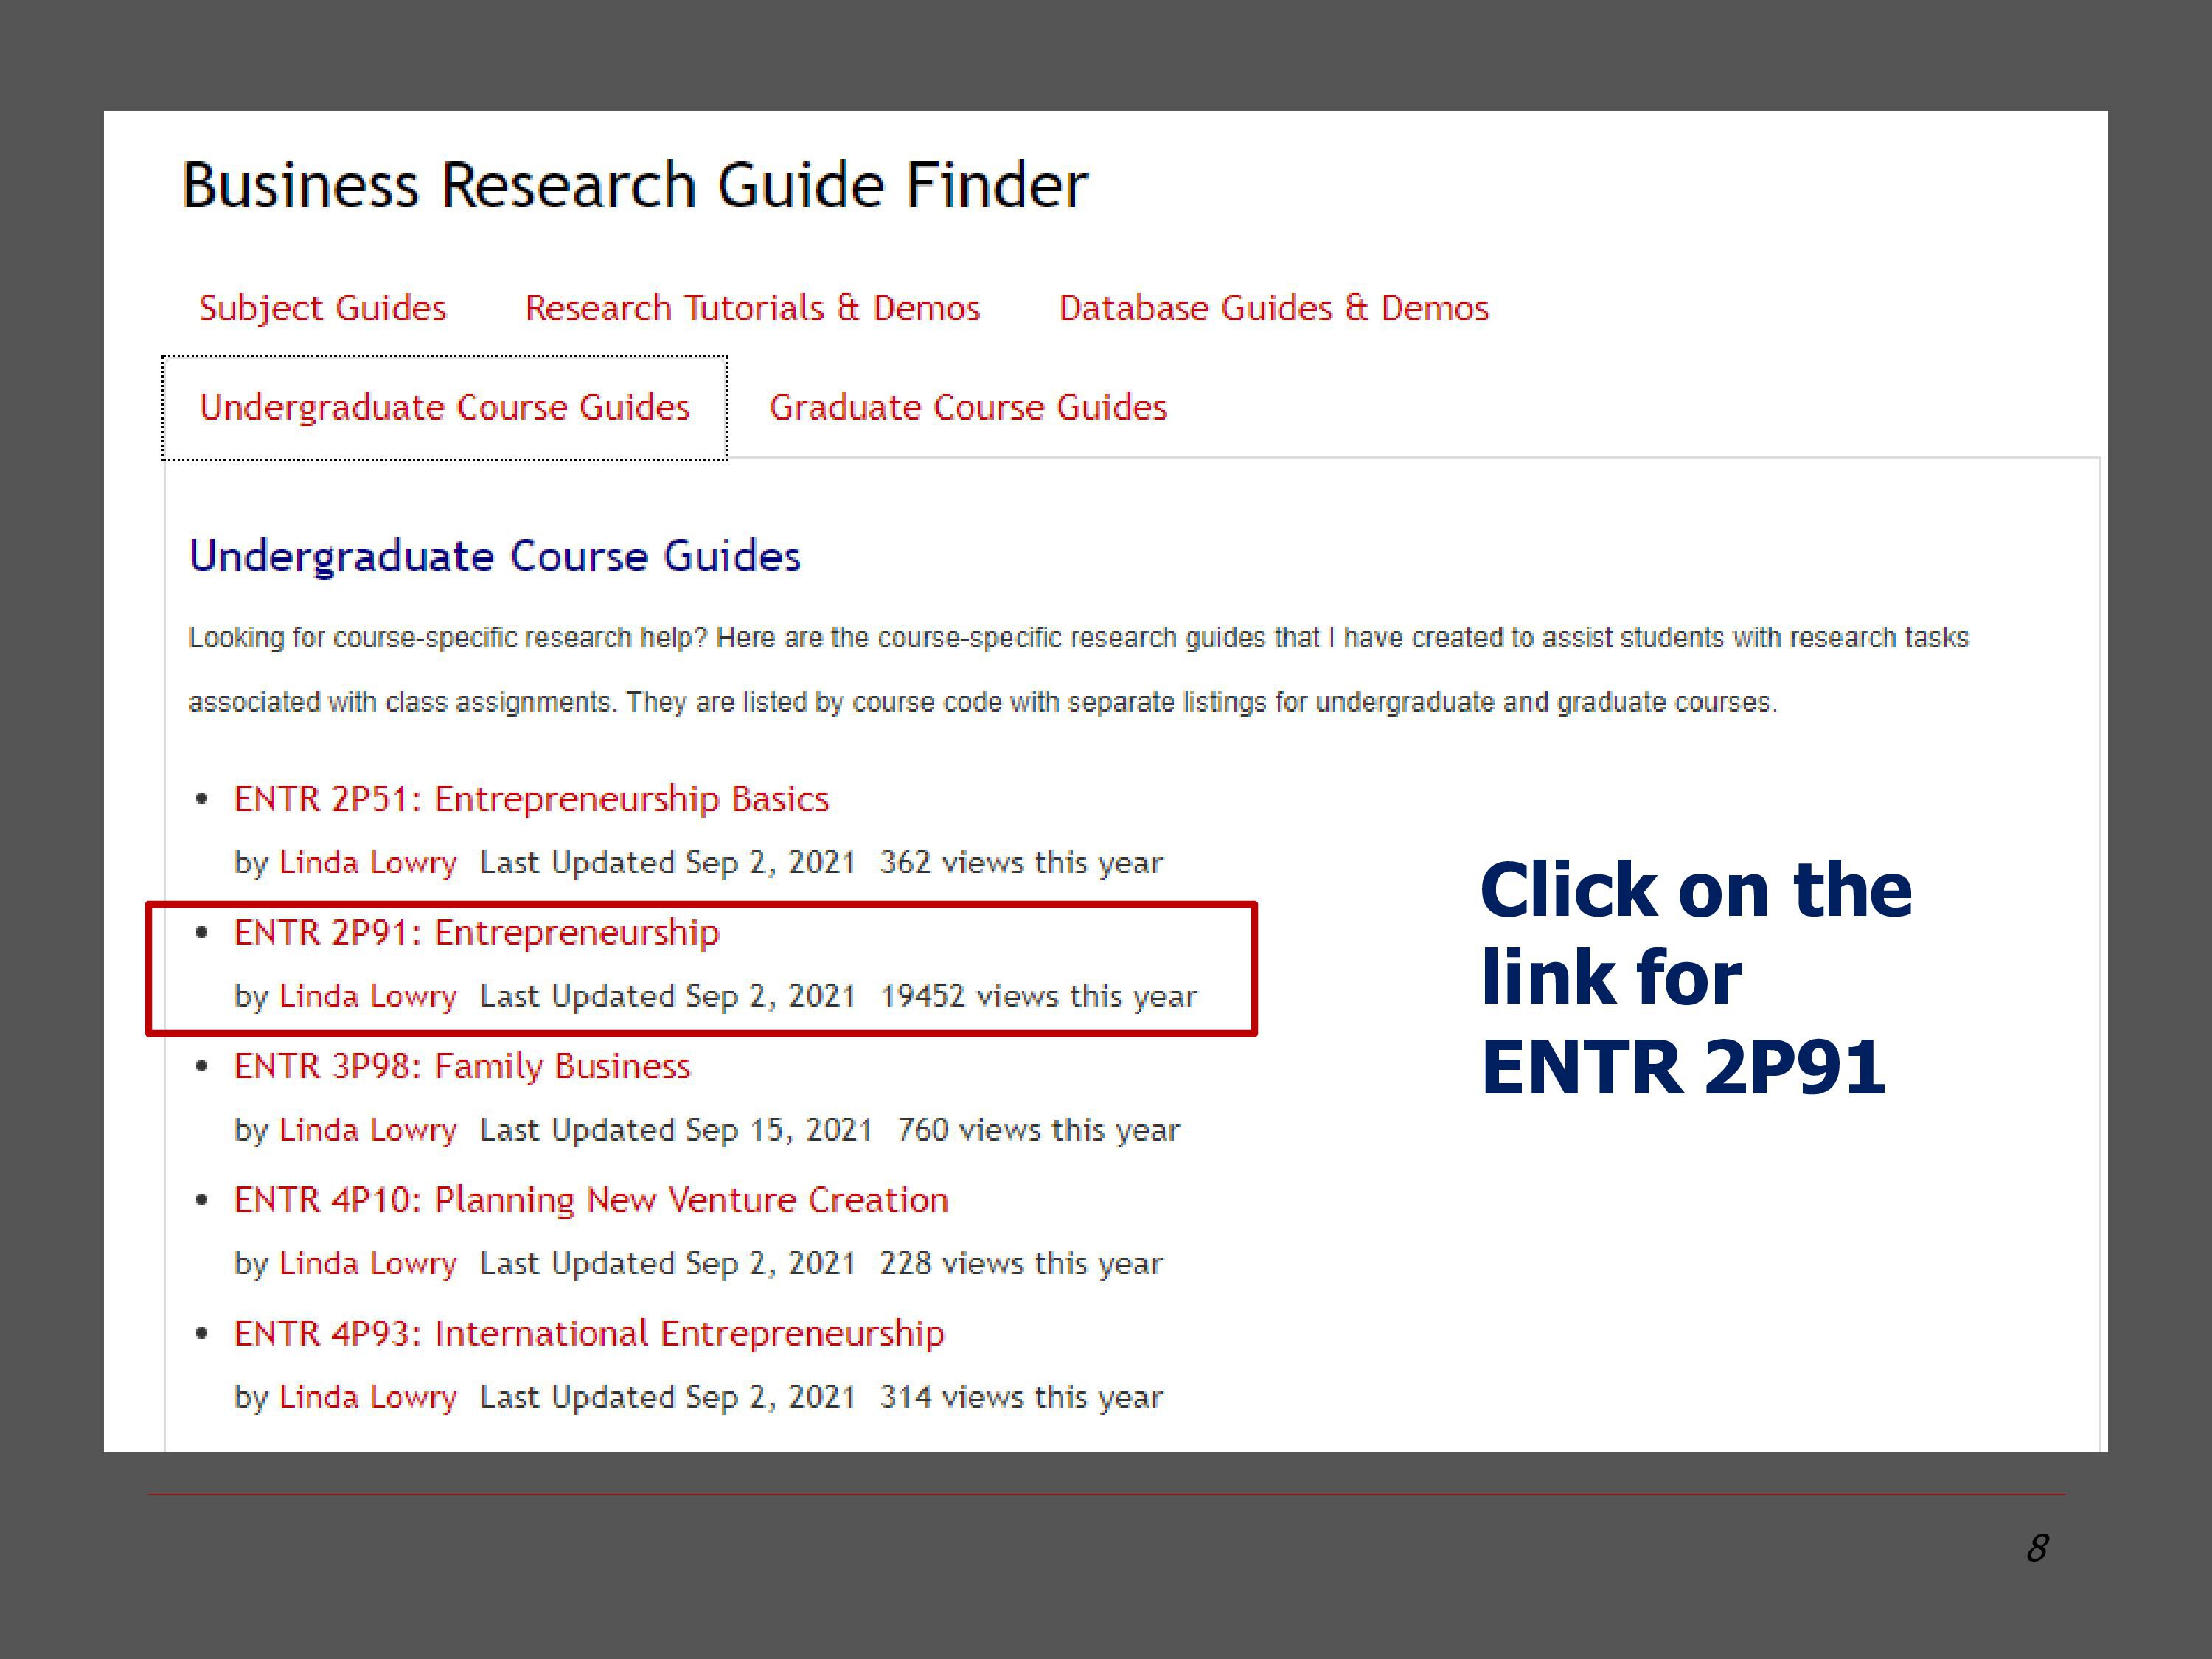 Business Research Guide Finder
Subject Guides Research Tutorials & Demos Database Guides & Demos
Undergraduate Course Guides Graduate Course Guides
Undergraduate Course Guides
Looking for course-specific research help? Here are the course-specific research guides that I have created to assist students with research tasks
associated with class assignments. They are listed by course code with separate listings for undergraduate and graduate courses.
• ENTR 2P51: Entrepreneurship Basics
by Linda Lowry Last Updated Sep 2, 2021 362 views this year
• ENTR 2P91: Entrepreneurship
by Linda Lowry Last Updated Sep 2, 2021 19452 views this year
• ENTR 3P98: Family Business
by Linda Lowry Last Updated Sep 15, 2021 760 views this year
• ENTR 4P10: Planning New Venture Creation
by Linda Lowry Last Updated Sep 2, 2021 228 views this year
• ENTR 4P93: International Entrepreneurship
by Linda Lowry Last Updated Sep 2, 2021 314 views this year
Click on the
link for
ENTR 2P91
8